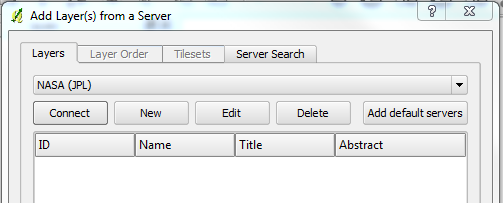 Add Layer(s) from a Server
Layers Layer Order Tilesets Server Search
NASA (JPL)
Connect New Edit Delete Add default servers
ID Name Title Abstract